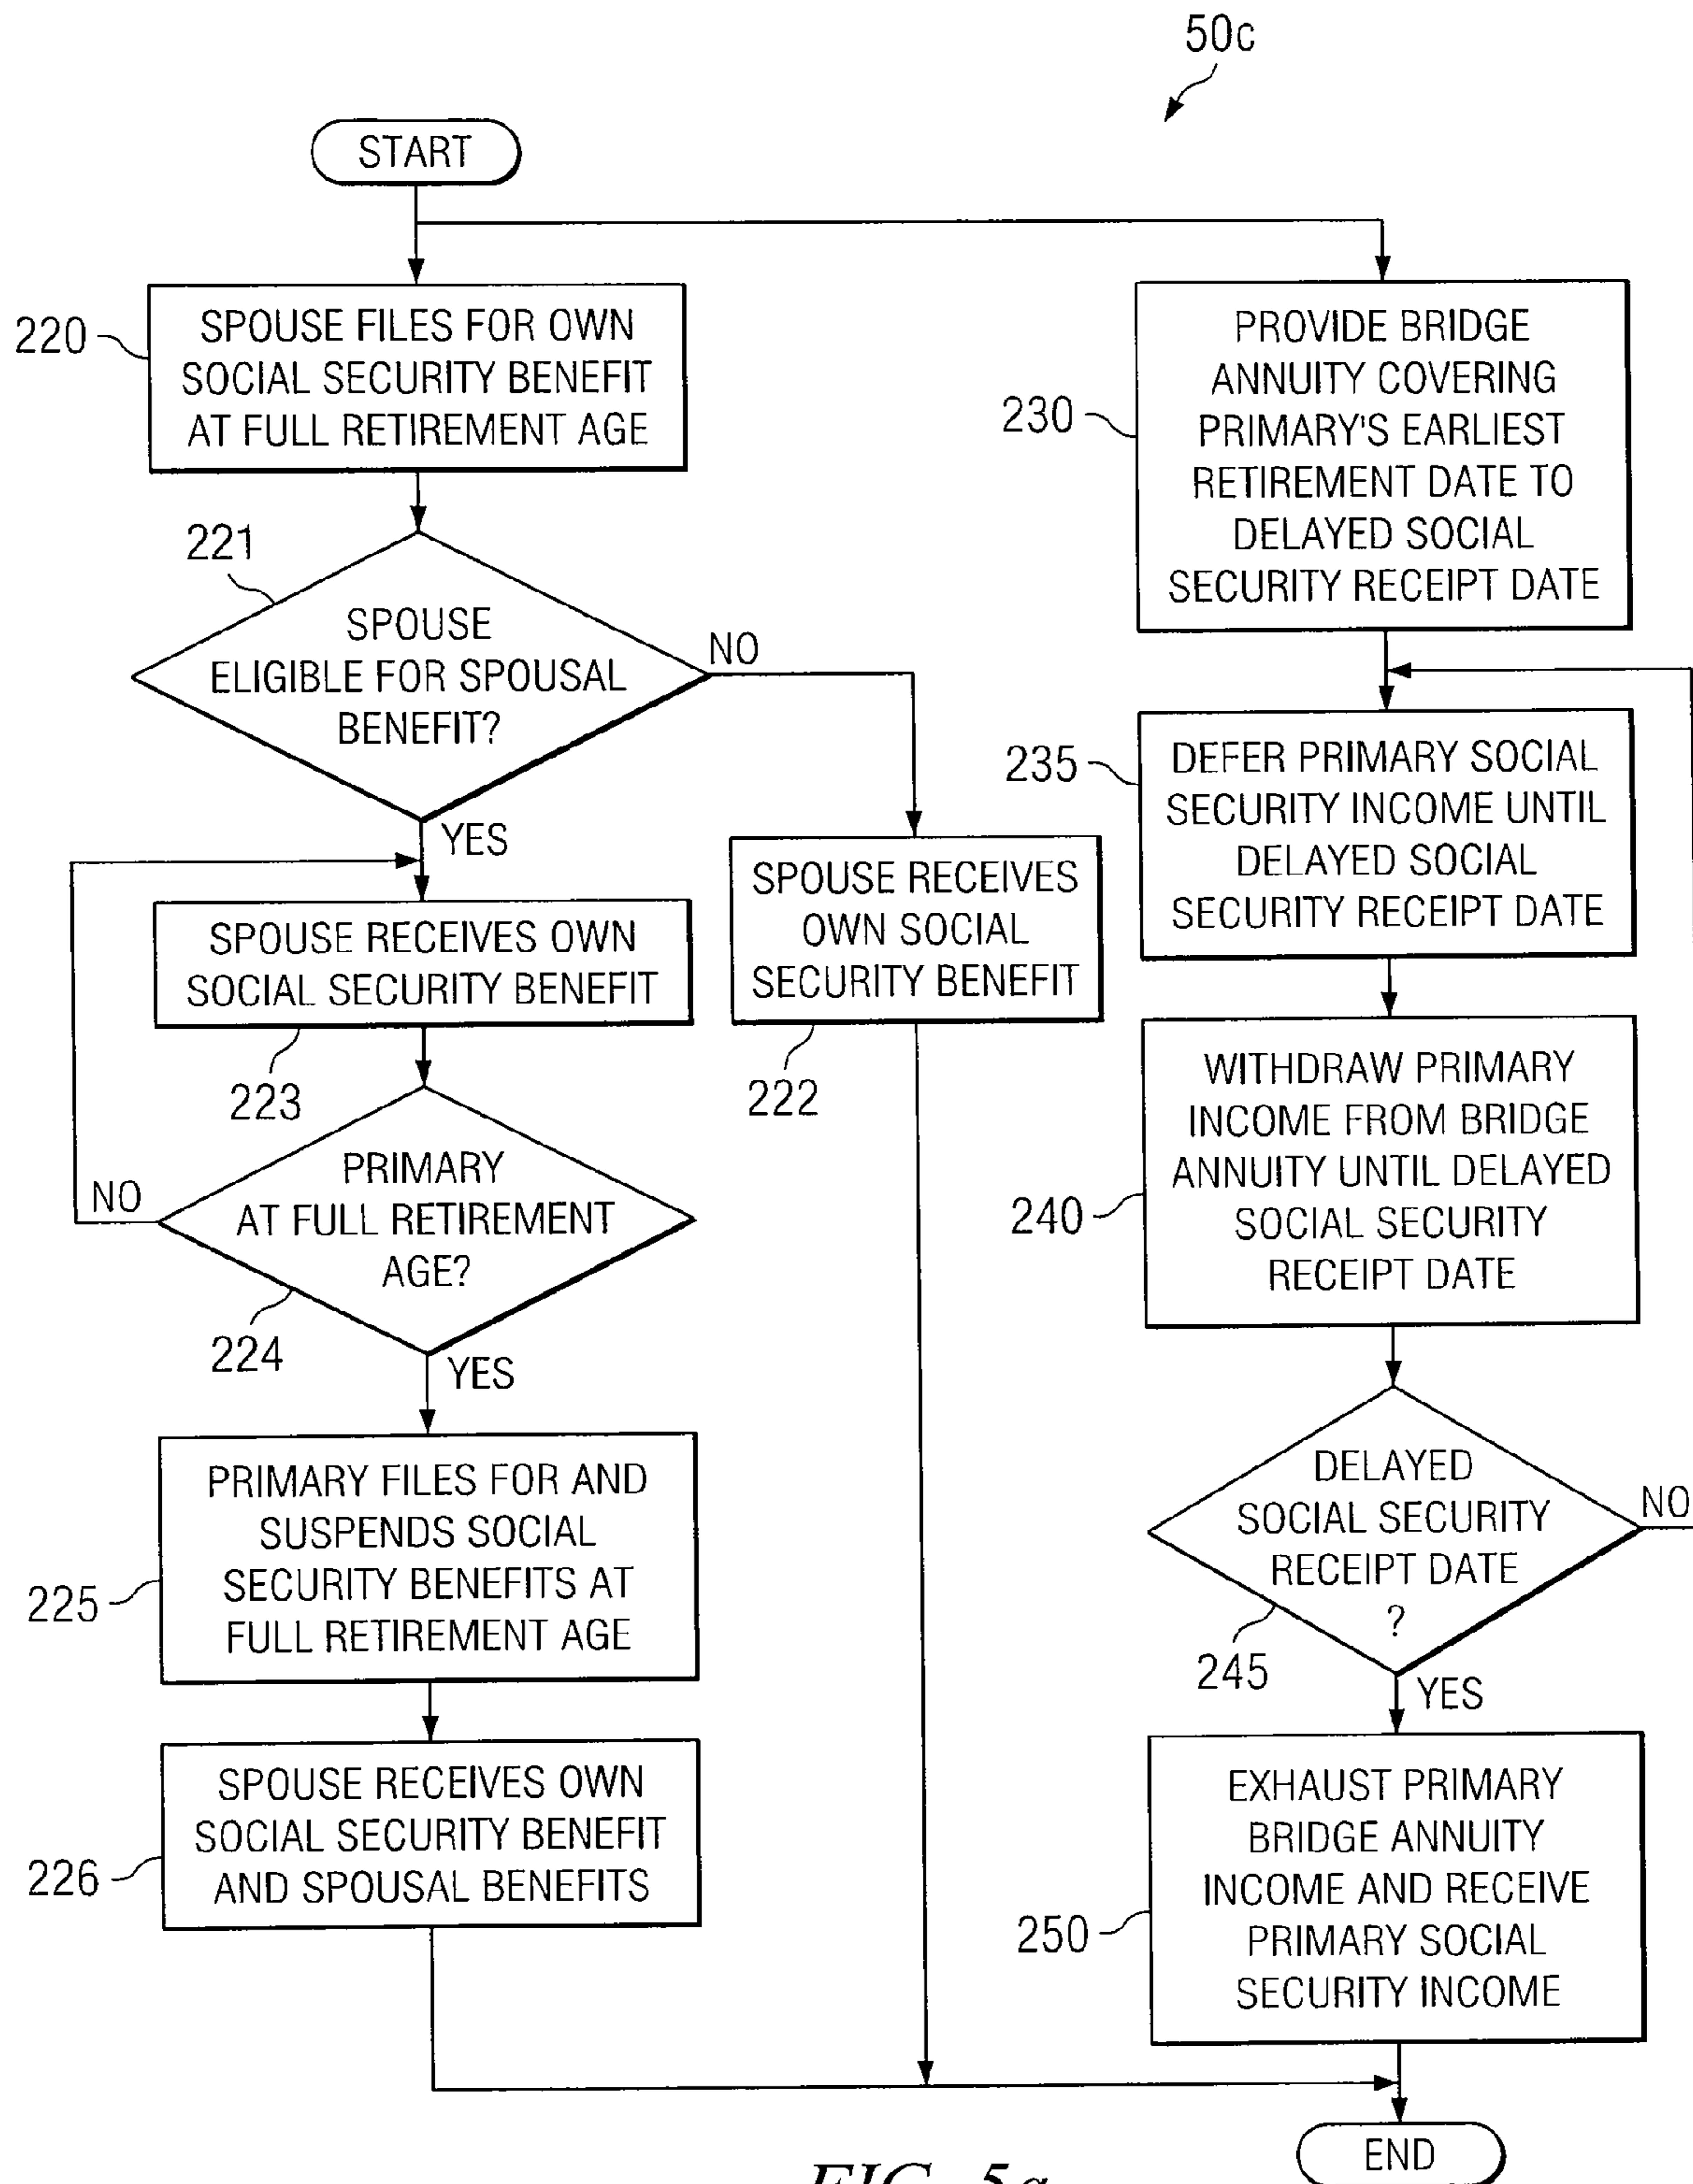 50c
START
220
SPOUSE FILES FOR OWN
SOCIAL SECURITY BENEFIT
AT FULL RETIREMENT AGE
221
SPOUSE
ELIGIBLE FOR SPOUSAL
BENEFIT?
NO
YES
SPOUSE RECEIVES OWN
SOCIAL SECURITY BENEFIT
223
SPOUSE RECEIVES
OWN SOCIAL
SECURITY BENEFIT
222
PRIMARY
AT FULL RETIREMENT
AGE?
NO
224
YES
225
PRIMARY FILES FOR AND
SUSPENDS SOCIAL
SECURITY BENEFITS AT
FULL RETIREMENT AGE
226
SPOUSE RECEIVES OWN
SOCIAL SECURITY BENEFIT
AND SPOUSAL BENEFITS
230
PROVIDE BRIDGE
ANNUITY COVERING
PRIMARY'S EARLIEST
RETIREMENT DATE TO
DELAYED SOCIAL
SECURITY RECEIPT DATE
235
DEFER PRIMARY SOCIAL
SECURITY INCOME UNTIL
DELAYED SOCIAL
SECURITY RECEIPT DATE
240
WITHDRAW PRIMARY
INCOME FROM BRIDGE
ANNUITY UNTIL DELAYED
SOCIAL SECURITY
RECEIPT DATE
DELAYED
SOCIAL SECURITY
RECEIPT DATE
?
NO
245
YES
250
EXHAUST PRIMARY
BRIDGE ANNUITY
INCOME AND RECEIVE
PRIMARY SOCIAL
SECURITY INCOME
END
FIG. 5a